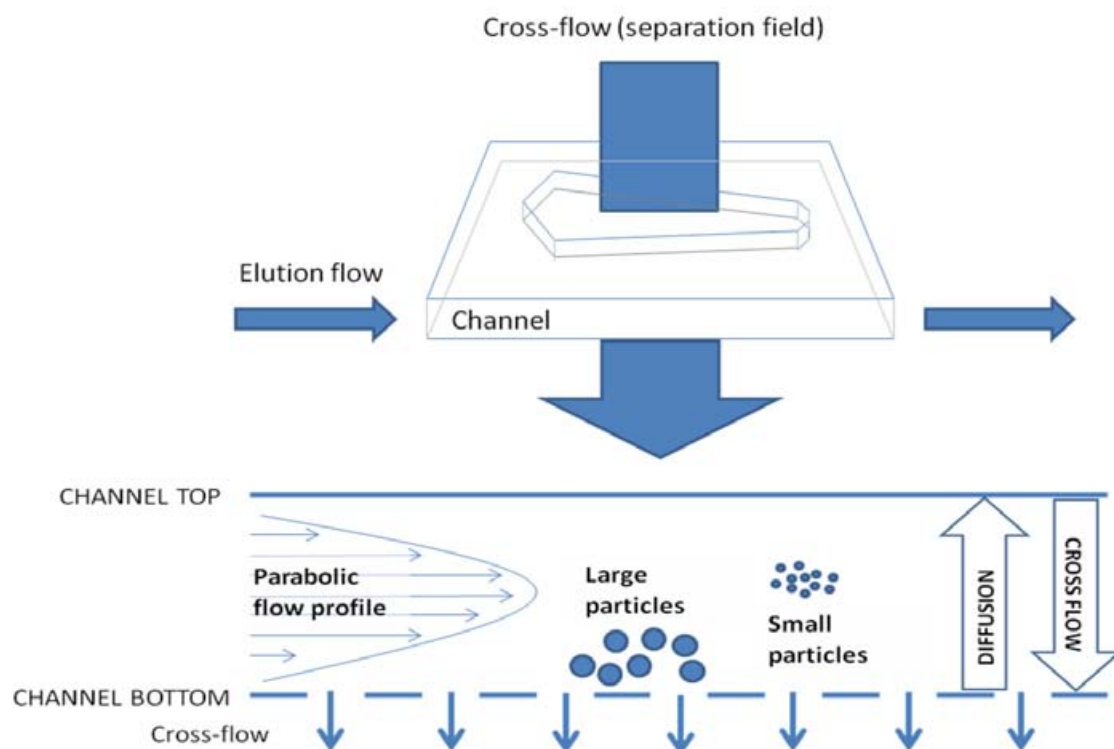 Cross-flow (separation field)
Elution flow
Channel
CHANNEL TOP
Parabolic
flow profile
Large
particles
Small
particles
DIFFUSION
CROSS FLOW
CHANNEL BOTTOM
Cross-flow